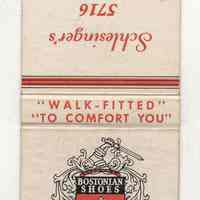 Schlesinger's
5716
"WALK-FITTED"
"TO COMFORT YOU"
BOSTONIAN
SHOES